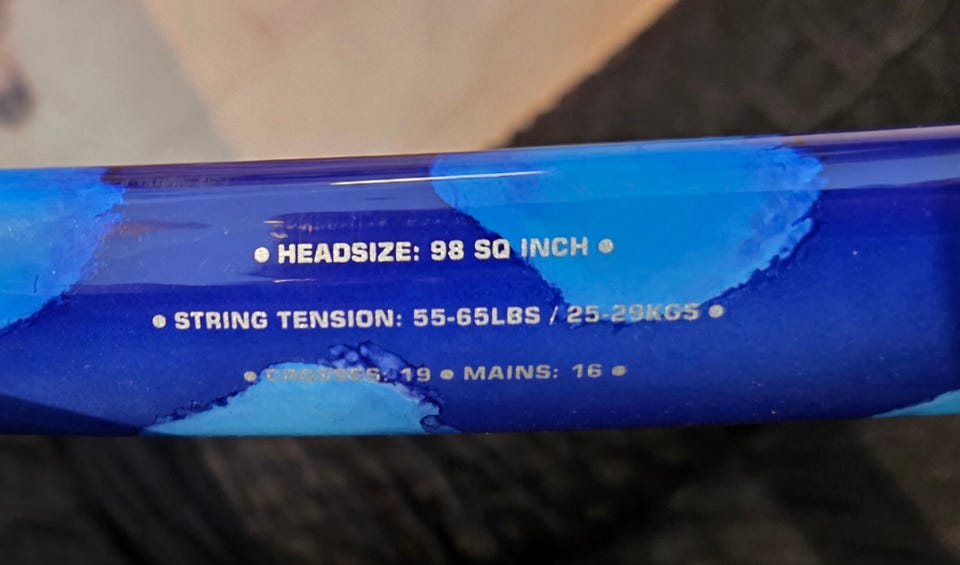 ● HEADSIZE: 98 SQ INCH ●
● STRING TENSION: 55-65LBS / 25-29KGS ●
● CROSSES: 19 ● MAINS: 16 ●